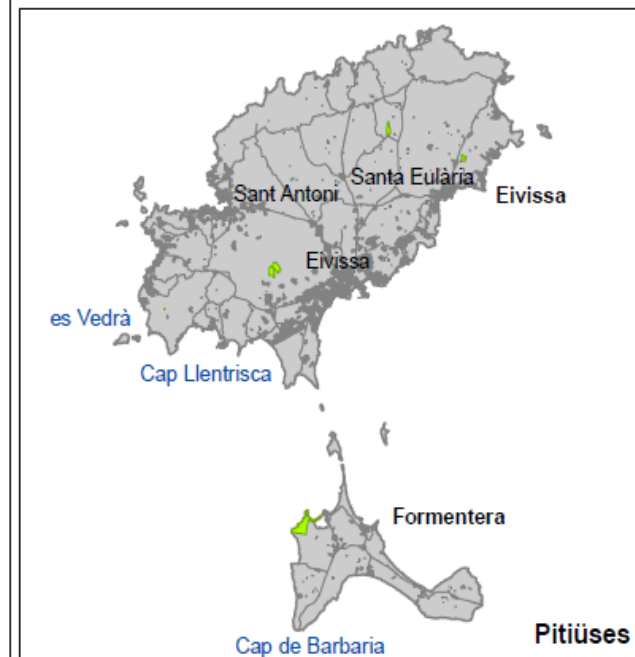 Santa Eulària
Sant Antoni
Eivissa
Eivissa
es Vedrà
Cap Llentrisca
Formentera
Pitiüses
Cap de Barbaria